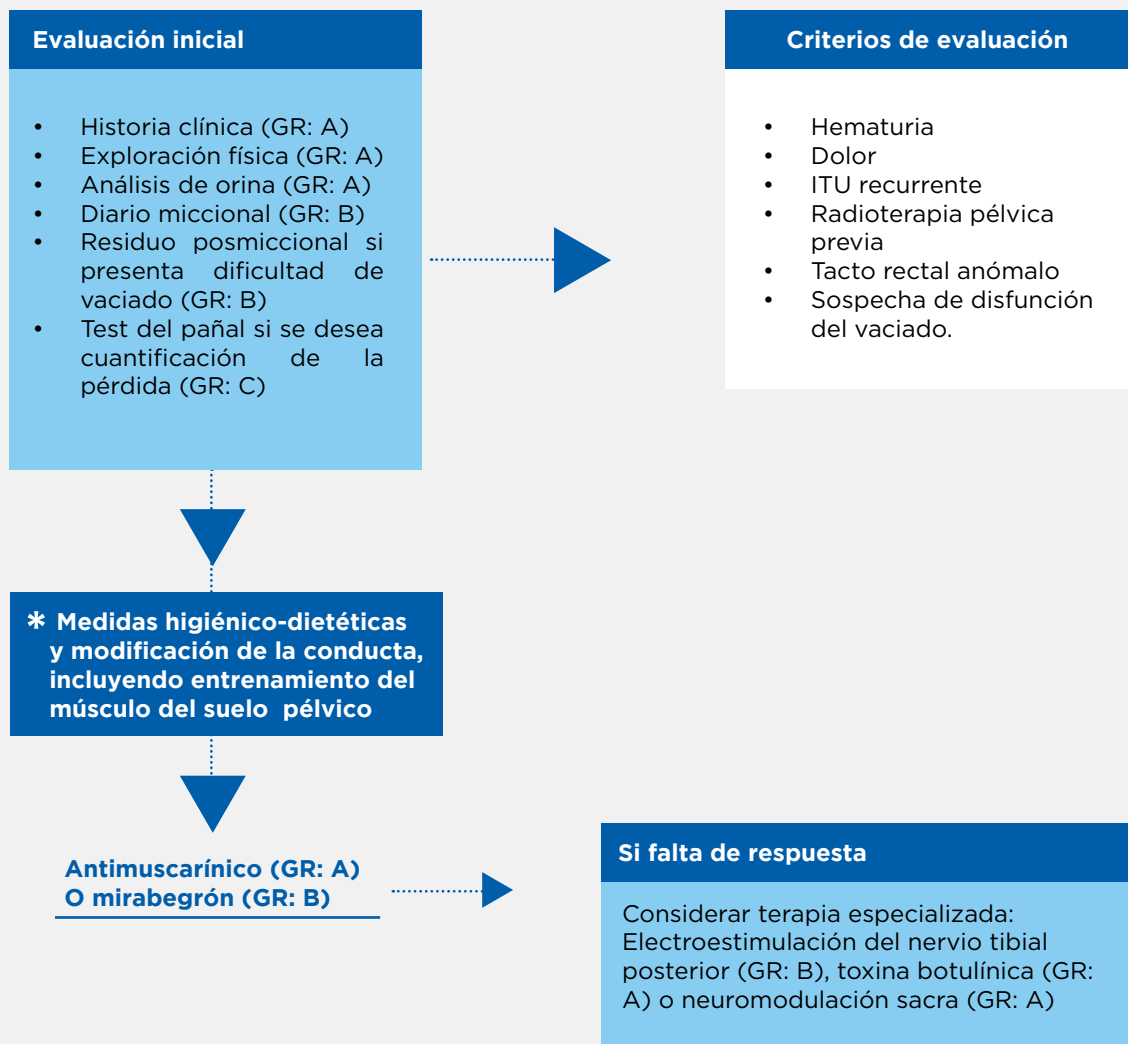 Evaluación inicial
• Historia clínica (GR: A)
• Exploración física (GR: A)
• Análisis de orina (GR: A)
• Diario miccional (GR: B)
• Residuo posmiccional si
presenta dificultad de
vaciado (GR: B)
• Test del pañal si se desea
cuantificación de la
pérdida (GR: C)
Criterios de evaluación
• Hematuria
• Dolor
• ITU recurrente
• Radioterapia pélvica
previa
• Tacto rectal anómalo
• Sospecha de disfunción
del vaciado.
* Medidas higiénico-dietéticas
y modificación de la conducta,
incluyendo entrenamiento del
músculo del suelo pélvico
Antimuscarínico (GR: A)
O mirabegrón (GR: B)
Si falta de respuesta
Considerar terapia especializada:
Electroestimulación del nervio tibial
posterior (GR: B), toxina botulínica (GR:
A) o neuromodulación sacra (GR: A)